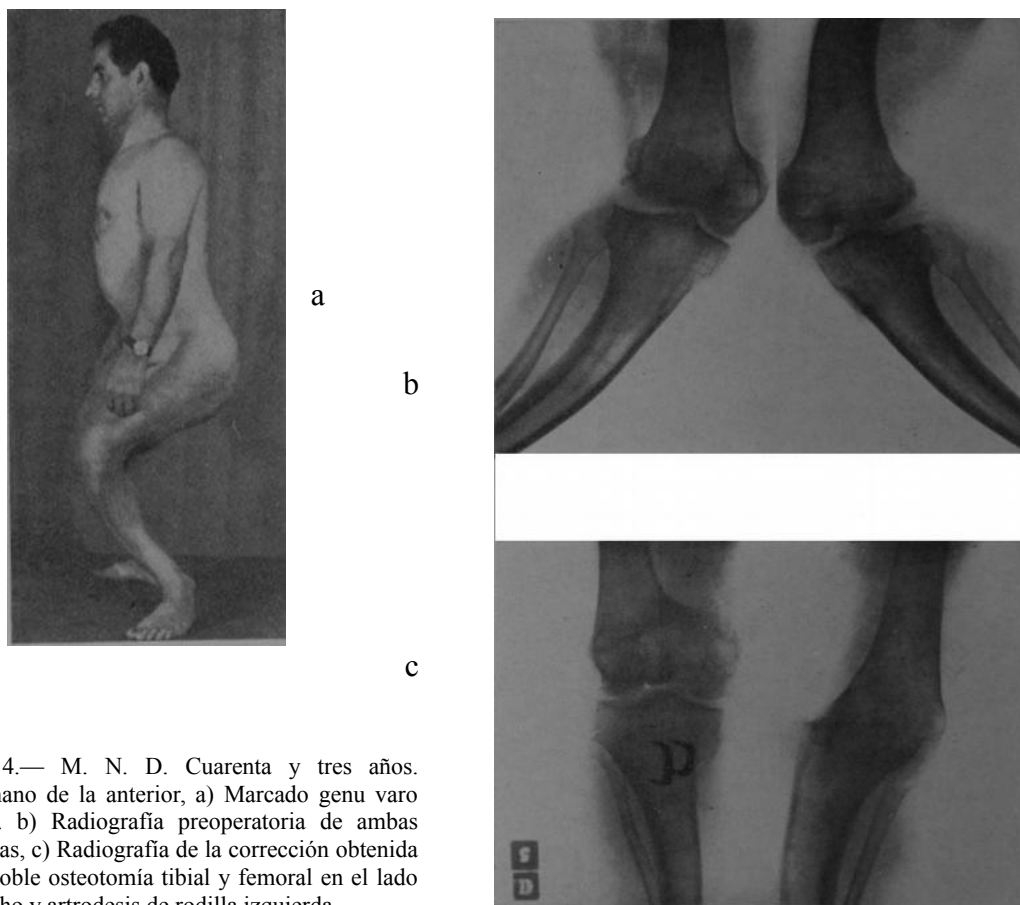 a
b
c
4.— M. N. D. Cuarenta y tres años.
nano de la anterior, a) Marcado genu varo
. b) Radiografía preoperatoria de ambas
as, c) Radiografía de la corrección obtenida
oble osteotomía tibial y femoral en el lado
ho y artrodesis de rodilla izquierda